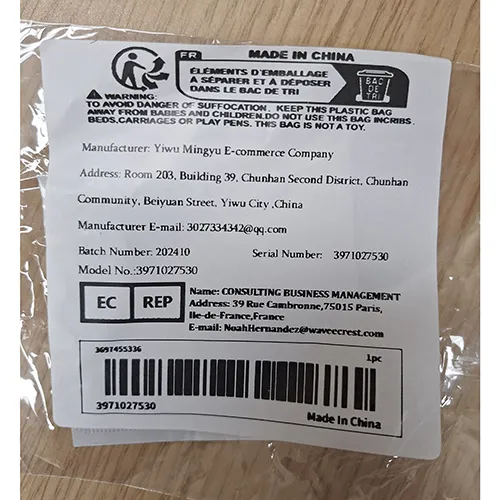 FR
MADE IN CHINA
ÉLÉMENTS D'EMBALLAGE
À SÉPARER ET À DÉPOSER
DANS LE BAC DE TRI
BAC
DE
TRI
WARNING:
TO AVOID DANGER OF SUFFOCATION, KEEP THIS PLASTIC BAG
AWAY FROM BABIES AND CHILDREN.DO NOT USE THIS BAG INCRIBS
BEDS.CARRIAGES OR PLAY PENS. THIS BAG IS NOT A TOY.
Manufacturer: Yiwu Mingyu E-commerce Company
Address: Room 203, Building 39, Chunhan Second District, Chunhan
Community, Beiyuan Street, Yiwu City ,China
Manufacturer E-mail: 3027334342@qq.com
Batch Number: 202410 Serial Number: 3971027530
Model No.:3971027530
EC REP
Name: CONSULTING BUSINESS MANAGEMENT
Address: 39 Rue Cambronne,75015 Paris,
Ile-de-France,France
E-mail: NoahHernandez@waveecrest.com
3697455336
1pc
3971027530
Made In China